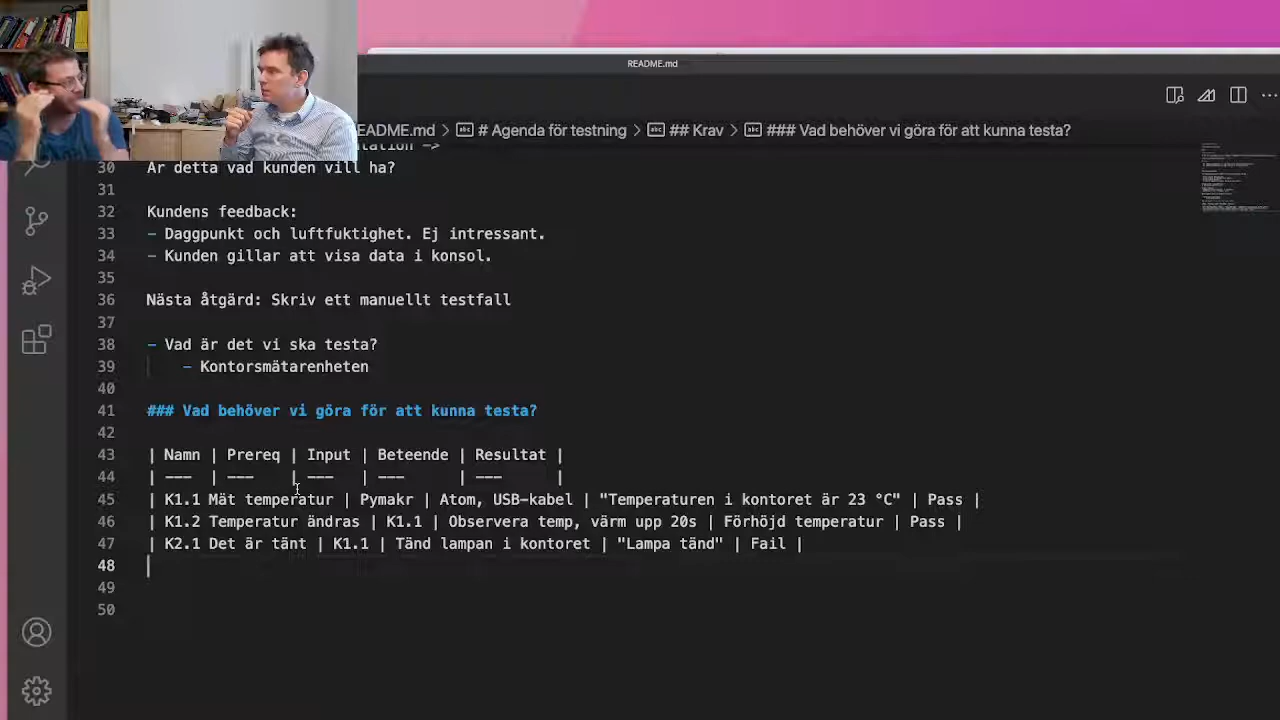 README.md
EADME.md > # Agenda för testning > ## Krav > ### Vad behöver vi göra för att kunna testa?
30 Är detta vad kunden vill ha?
31
32 Kundens feedback:
33 - Daggpunkt och luftfuktighet. Ej intressant.
34 - Kunden gillar att visa data i konsol.
35
36 Nästa åtgärd: Skriv ett manuellt testfall
37
38 - Vad är det vi ska testa?
39 - Kontorsmätarenheten
40
41 ### Vad behöver vi göra för att kunna testa?
42
43 | Namn | Prereq | Input | Beteende | Resultat |
44 | --- | --- | --- | --- | --- |
45 | K1.1 Mät temperatur | Pymakr | Atom, USB-kabel | "Temperaturen i kontoret är 23 °C" | Pass |
46 | K1.2 Temperatur ändras | K1.1 | Observera temp, värm upp 20s | Förhöjd temperatur | Pass |
47 | K2.1 Det är tänt | K1.1 | Tänd lampan i kontoret | "Lampa tänd" | Fail |
48
49
50